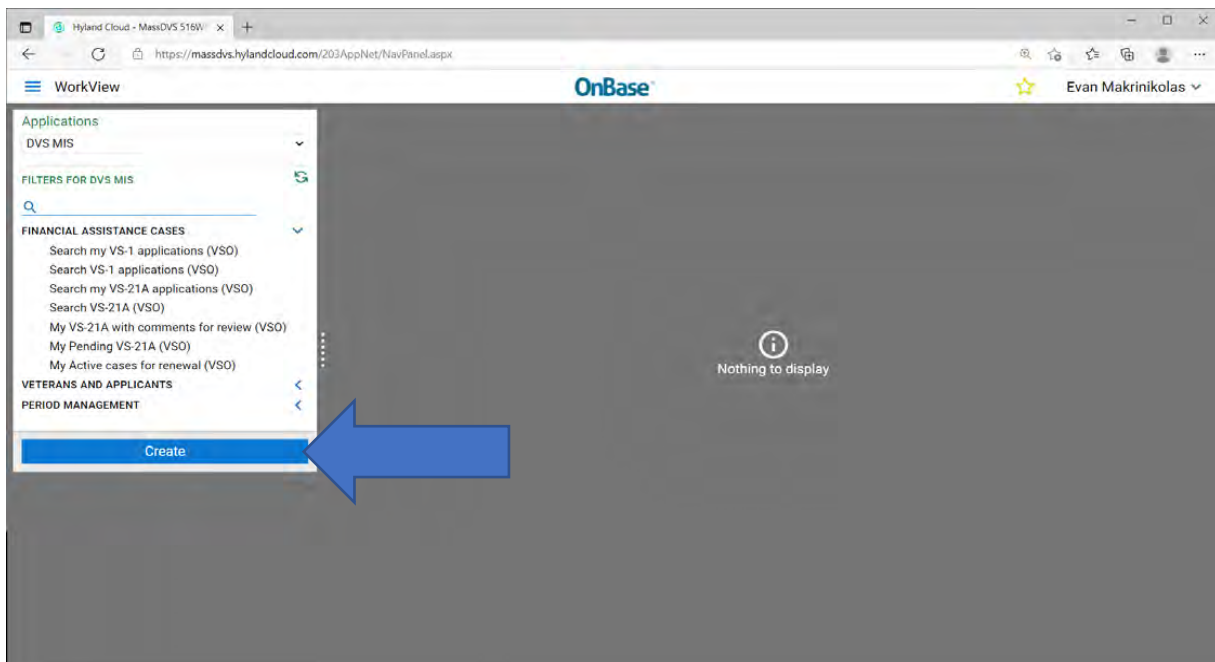 Hyland Cloud - MassDVS 516W
https://massdvs.hylandcloud.com/203AppNet/NavPanel.aspx
WorkView
OnBase
Evan Makrinikolas
Applications
DVS MIS
FILTERS FOR DVS MIS
FINANCIAL ASSISTANCE CASES
Search my VS-1 applications (VSO)
Search VS-1 applications (VSO)
Search my VS-21A applications (VSO)
Search VS-21A (VSO)
My VS-21A with comments for review (VSO)
My Pending VS-21A (VSO)
My Active cases for renewal (VSO)
VETERANS AND APPLICANTS
PERIOD MANAGEMENT
Create
Nothing to display